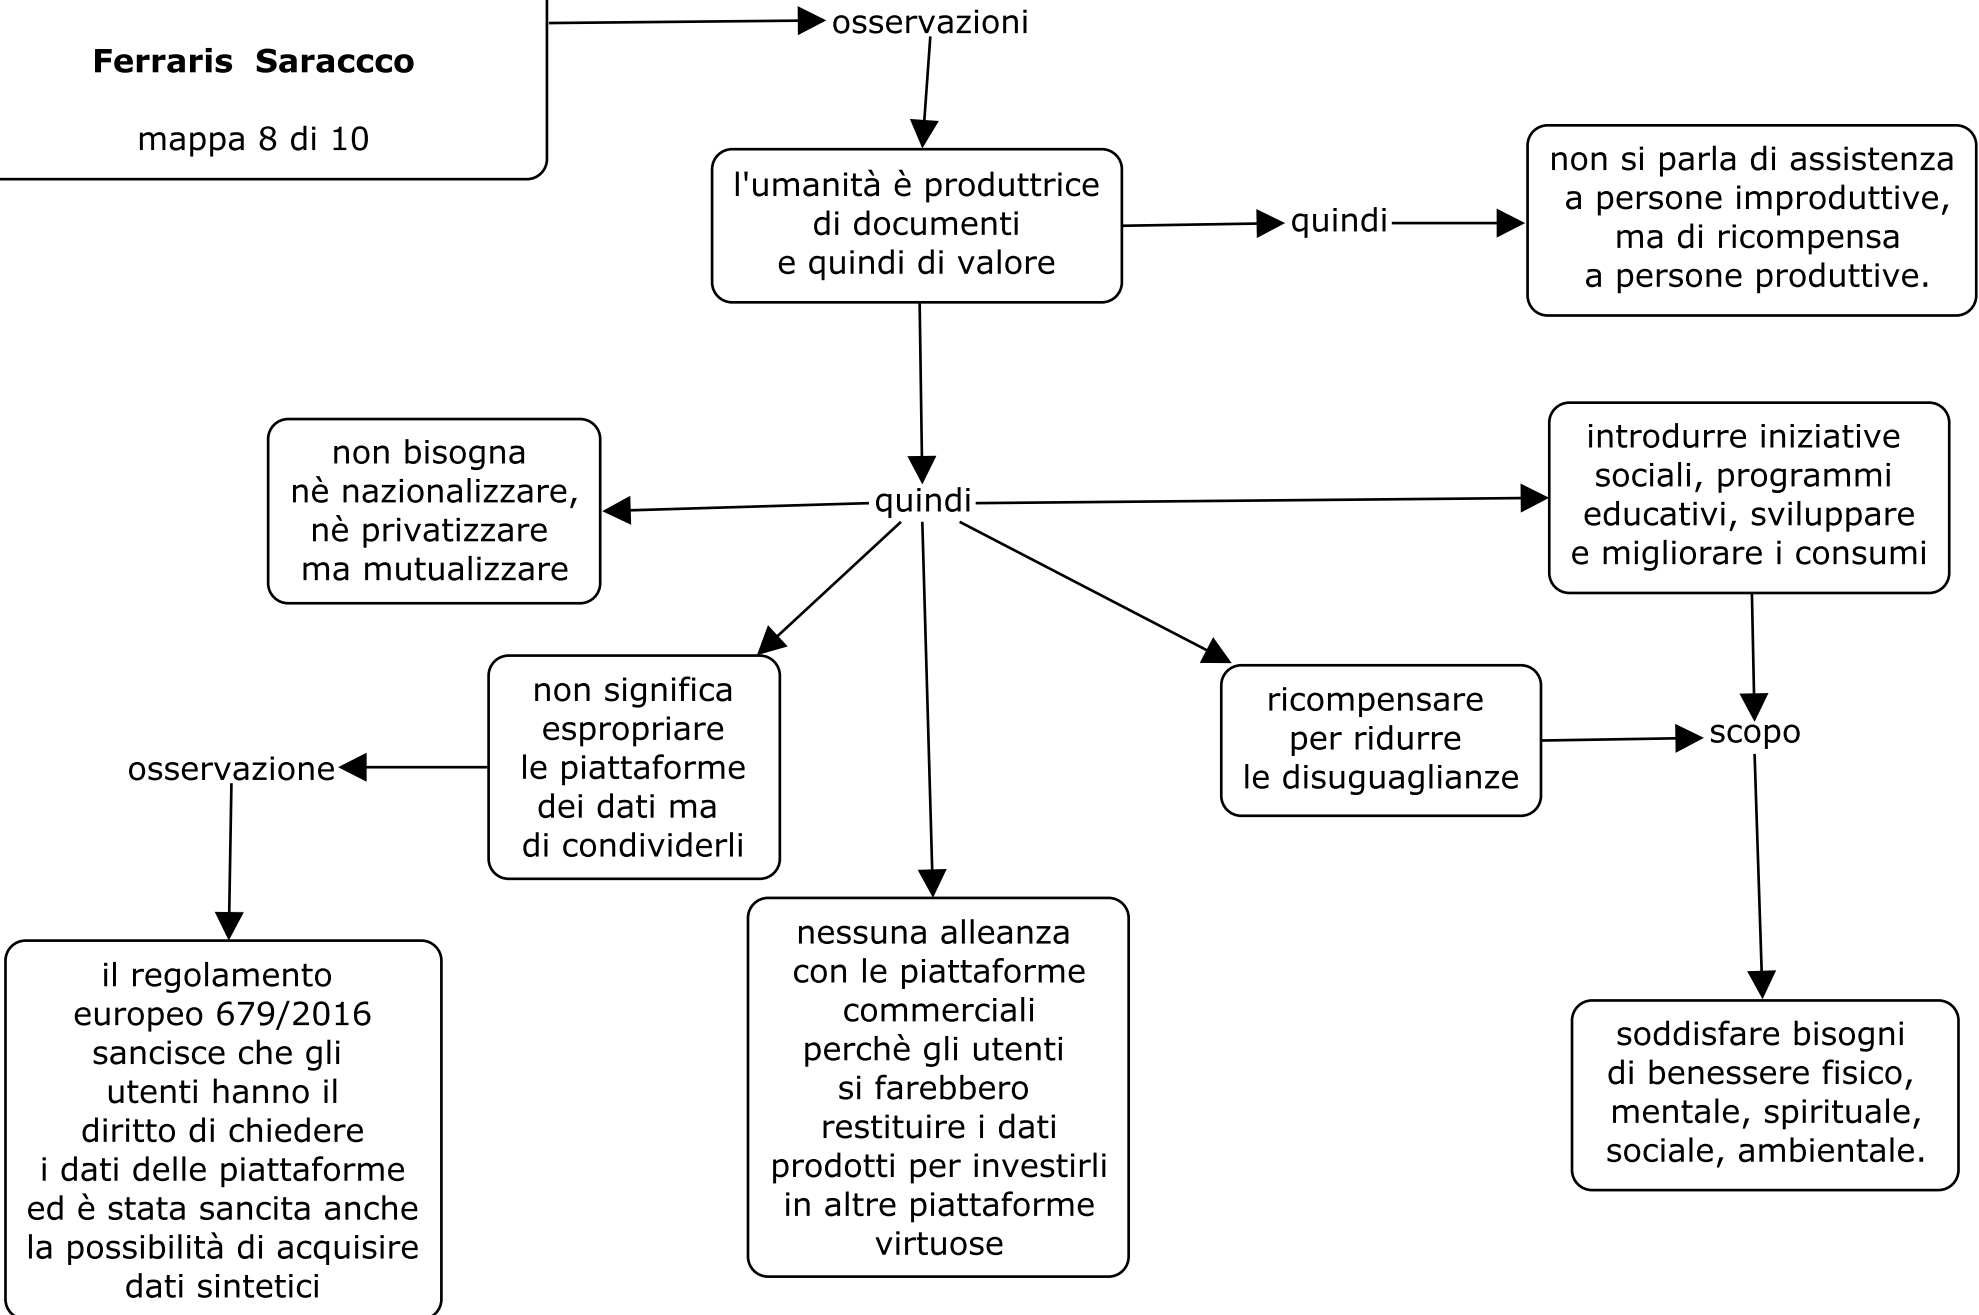 osservazioni
Ferraris  Saraccco
mappa 8 di 10
l'umanità è produttrice
di documenti
e quindi di valore
quindi
non si parla di assistenza
a persone improduttive,
ma di ricompensa
a persone produttive.
non bisogna
nè nazionalizzare,
nè privatizzare
ma mutualizzare
quindi
introdurre iniziative
sociali, programmi
educativi, sviluppare
e migliorare i consumi
non significa
espropriare
le piattaforme
dei dati ma
di condividerli
ricompensare
per ridurre
le disuguaglianze
scopo
osservazione
il regolamento
europeo 679/2016
sancisce che gli
utenti hanno il
diritto di chiedere
i dati delle piattaforme
ed è stata sancita anche
la possibilità di acquisire
dati sintetici
nessuna alleanza
con le piattaforme
commerciali
perchè gli utenti
si farebbero
restituire i dati
prodotti per investirli
in altre piattaforme
virtuose
soddisfare bisogni
di benessere fisico,
mentale, spirituale,
sociale, ambientale.